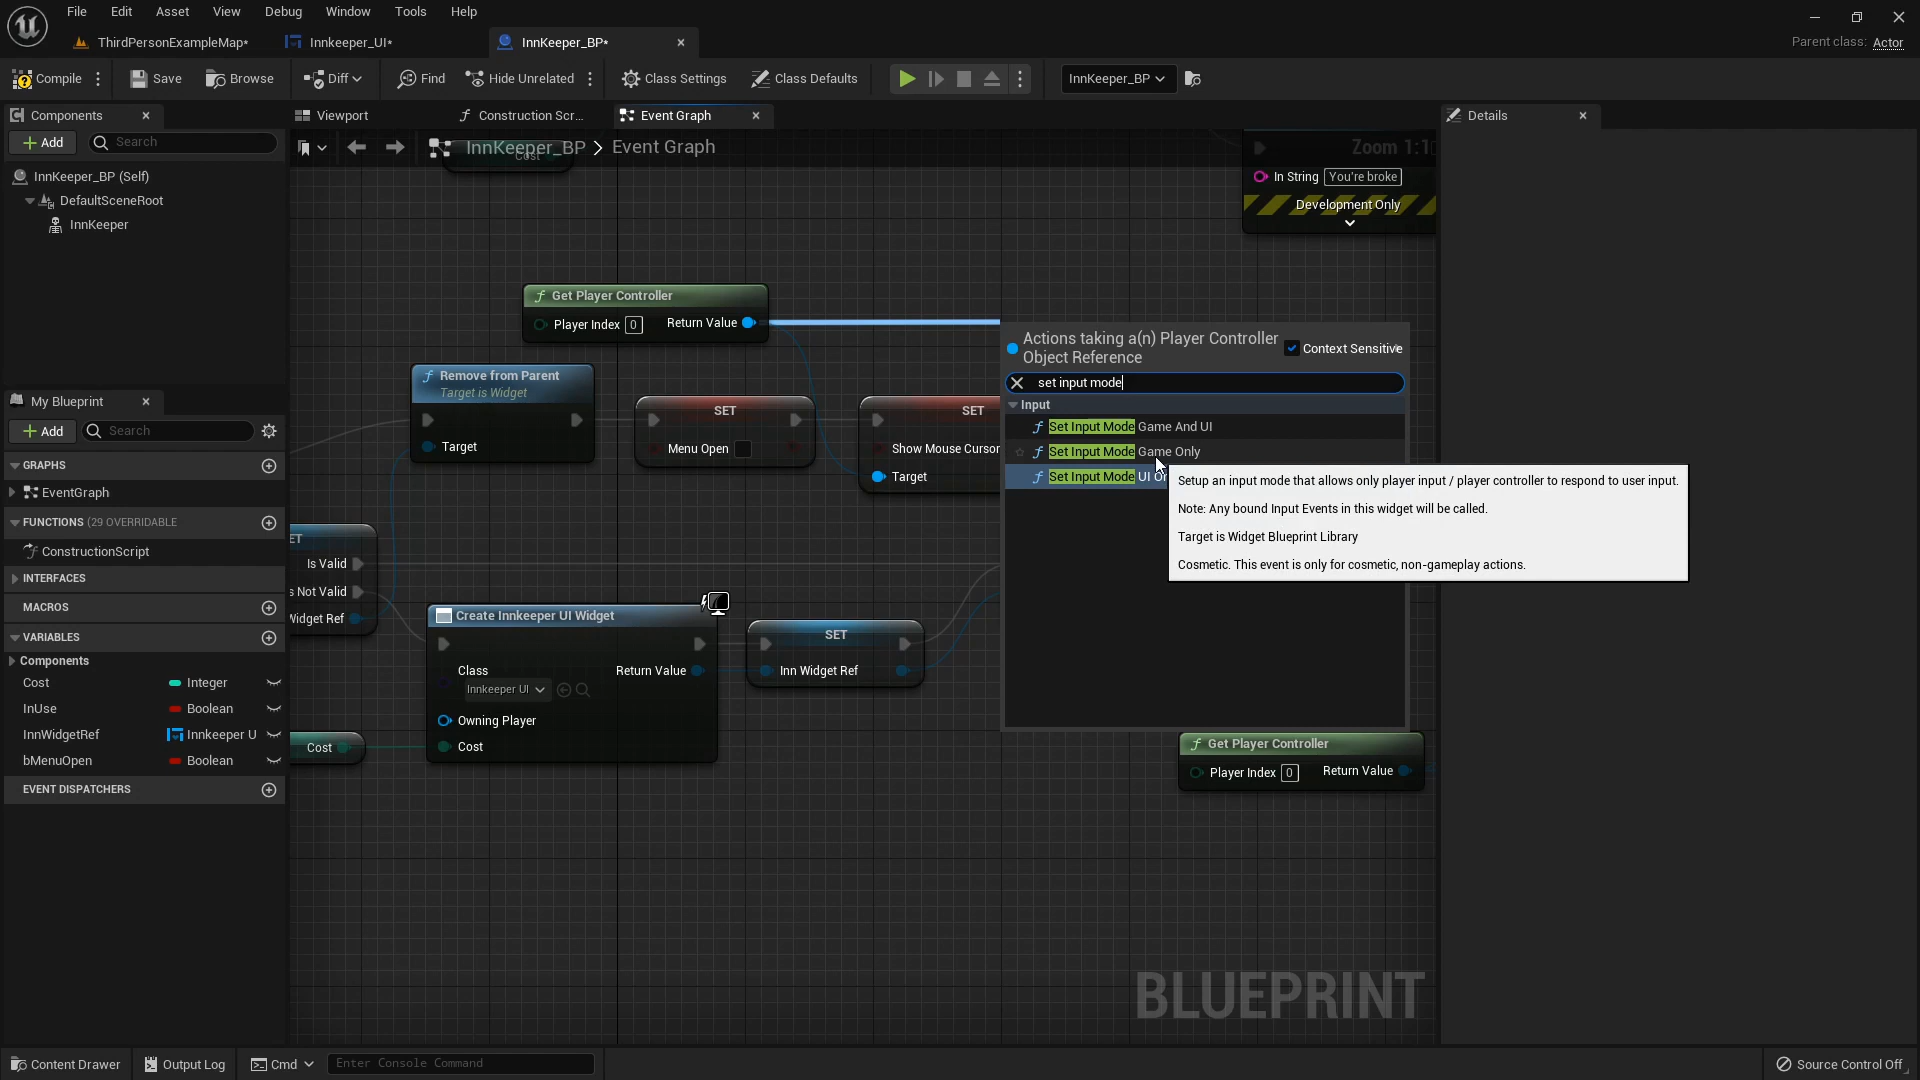 File Edit Asset View Debug Window Tools Help
ThirdPersonExampleMap* Innkeeper_UI* InnKeeper_BP*
Parent class: Actor
Compile Save Browse Diff Find Hide Unrelated Class Settings Class Defaults InnKeeper_BP
Components
Viewport Construction Scr... Event Graph
Details
Add Search
InnKeeper_BP > Event Graph
Cost
Zoom 1:1
InnKeeper_BP (Self)
DefaultSceneRoot
InnKeeper
In String You're broke
Development Only
Get Player Controller
Player Index 0 Return Value
Actions taking a(n) Player Controller
Object Reference
Context Sensitive
set input mode
Input
Set Input Mode Game And UI
Set Input Mode Game Only
Set Input Mode UI On
Setup an input mode that allows only player input / player controller to respond to user input.
Note: Any bound Input Events in this widget will be called.
Target is Widget Blueprint Library
Cosmetic. This event is only for cosmetic, non-gameplay actions.
Remove from Parent
Target is Widget
Target
SET
Menu Open
SET
Show Mouse Cursor
Target
My Blueprint
Add Search
GRAPHS
EventGraph
FUNCTIONS (29 OVERRIDABLE
ConstructionScript
INTERFACES
MACROS
VARIABLES
Components
Cost Integer
InUse Boolean
InnWidgetRef Innkeeper U
bMenuOpen Boolean
EVENT DISPATCHERS
ET
Is Valid
s Not Valid
Widget Ref
Cost
Create Innkeeper UI Widget
Class Return Value
Innkeeper UI
Owning Player
Cost
SET
Inn Widget Ref
Get Player Controller
Player Index 0 Return Value
BLUEPRINT
Content Drawer Output Log Cmd Enter Console Command Source Control Off